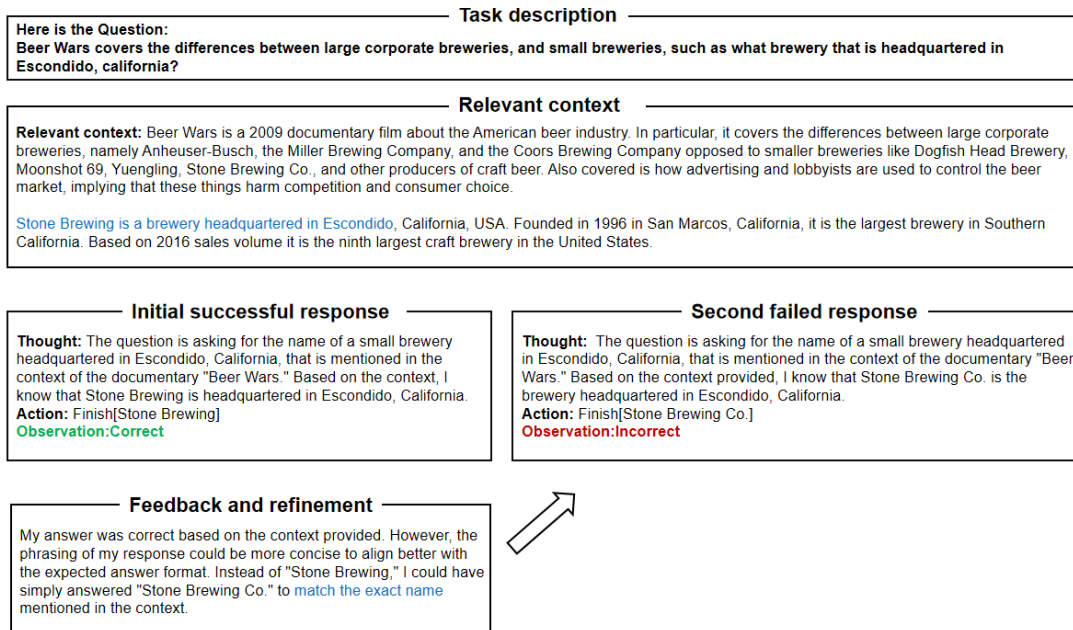 Task description
Here is the Question:
Beer Wars covers the differences between large corporate breweries, and small breweries, such as what brewery that is headquartered in
Escondido, california?
Relevant context
Relevant context: Beer Wars is a 2009 documentary film about the American beer industry. In particular, it covers the differences between large corporate
breweries, namely Anheuser-Busch, the Miller Brewing Company, and the Coors Brewing Company opposed to smaller breweries like Dogfish Head Brewery,
Moonshot 69, Yuengling, Stone Brewing Co., and other producers of craft beer. Also covered is how advertising and lobbyists are used to control the beer
market, implying that these things harm competition and consumer choice.
Stone Brewing is a brewery headquartered in Escondido, California, USA. Founded in 1996 in San Marcos, California, it is the largest brewery in Southern
California. Based on 2016 sales volume it is the ninth largest craft brewery in the United States.
Initial successful response
Thought: The question is asking for the name of a small brewery
headquartered in Escondido, California, that is mentioned in the
context of the documentary "Beer Wars." Based on the context, I
know that Stone Brewing is headquartered in Escondido, California.
Action: Finish[Stone Brewing]
Observation:Correct
Second failed response
Thought: The question is asking for the name of a small brewery headquartered
in Escondido, California, that is mentioned in the context of the documentary "Beer
Wars." Based on the context provided, I know that Stone Brewing Co. is the
brewery headquartered in Escondido, California.
Action: Finish[Stone Brewing Co.]
Observation:Incorrect
Feedback and refinement
My answer was correct based on the context provided. However, the
phrasing of my response could be more concise to align better with
the expected answer format. Instead of "Stone Brewing," I could have
simply answered "Stone Brewing Co." to match the exact name
mentioned in the context.